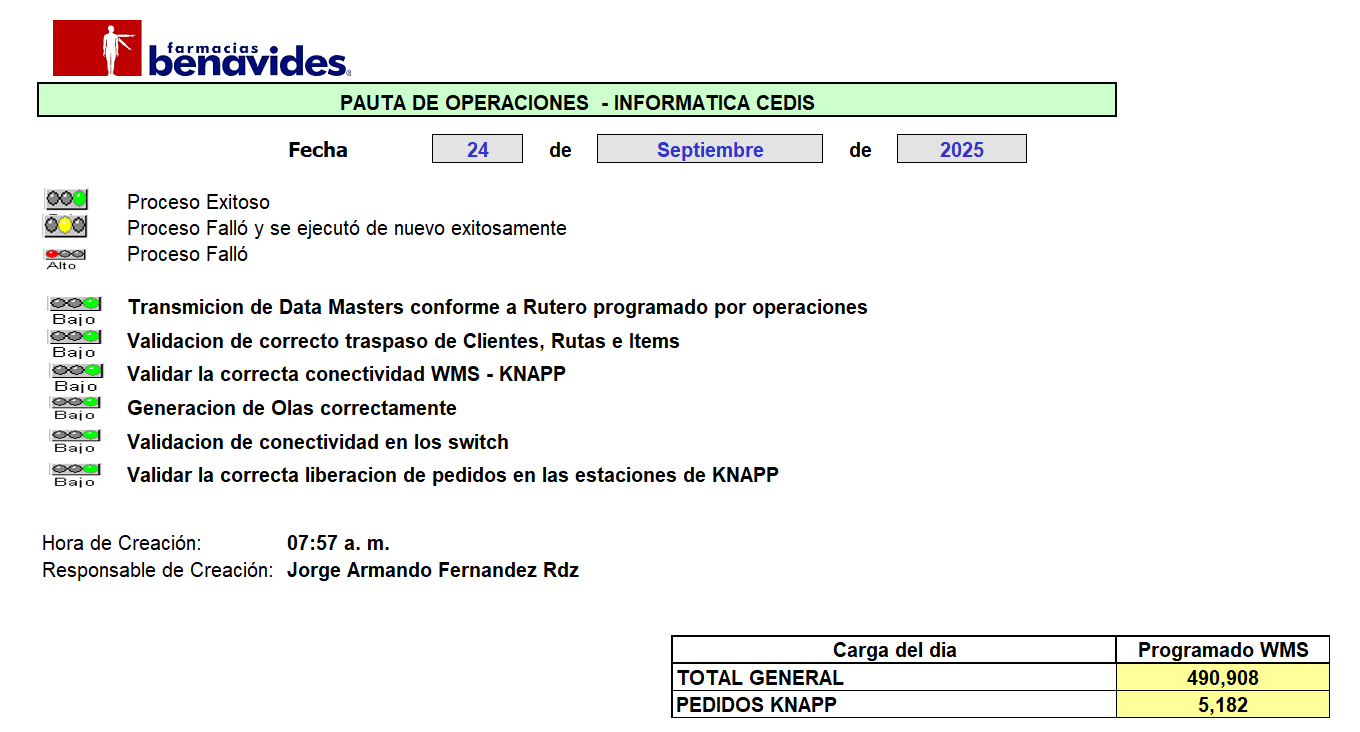 farmacias
benavides®
PAUTA DE OPERACIONES - INFORMATICA CEDIS
Fecha 24 de Septiembre de 2025
Proceso Exitoso
Proceso Falló y se ejecutó de nuevo exitosamente
Alto Proceso Falló
Bajo Transmicion de Data Masters conforme a Rutero programado por operaciones
Bajo Validacion de correcto traspaso de Clientes, Rutas e Items
Bajo Validar la correcta conectividad WMS - KNAPP
Bajo Generacion de Olas correctamente
Bajo Validacion de conectividad en los switch
Bajo Validar la correcta liberacion de pedidos en las estaciones de KNAPP
Hora de Creación: 07:57 a. m.
Responsable de Creación: Jorge Armando Fernandez Rdz
Carga del dia Programado WMS
TOTAL GENERAL 490,908
PEDIDOS KNAPP 5,182